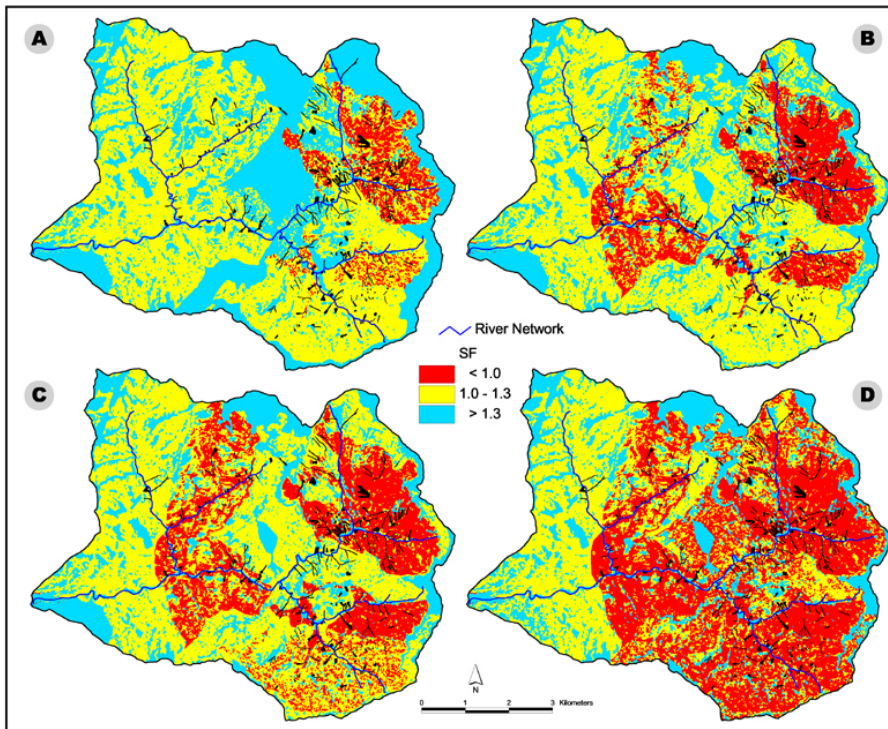 A
B
River Network
SF
< 1.0
1.0 - 1.3
> 1.3
C
D
N
0 1 2 3 Kilometers